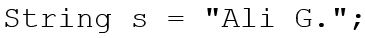 String s = "Ali G.";